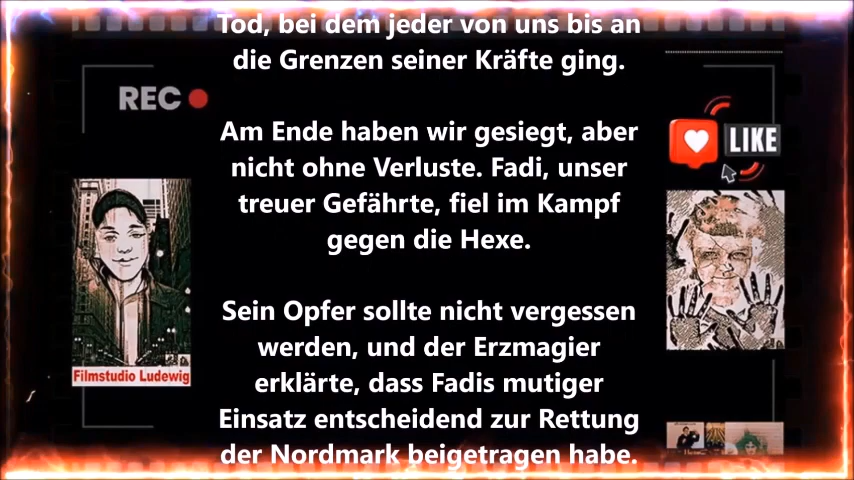 Tod, bei dem jeder von uns bis an
die Grenzen seiner Kräfte ging.
REC
Am Ende haben wir gesiegt, aber
nicht ohne Verluste. Fadi, unser
treuer Gefährte, fiel im Kampf
gegen die Hexe.
LIKE
Sein Opfer sollte nicht vergessen
werden, und der Erzmagier
erklärte, dass Fadis mutiger
Einsatz entscheidend zur Rettung
der Nordmark beigetragen habe.
Filmstudio Ludewig